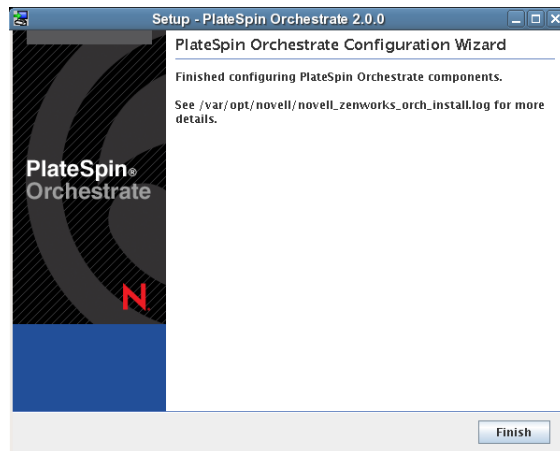 Setup - PlateSpin Orchestrate 2.0.0
PlateSpin Orchestrate Configuration Wizard
Finished configuring PlateSpin Orchestrate components.
See /var/opt/novell/novell_zenworks_orch_install.log for more
details.
PlateSpin®
Orchestrate
N
Finish